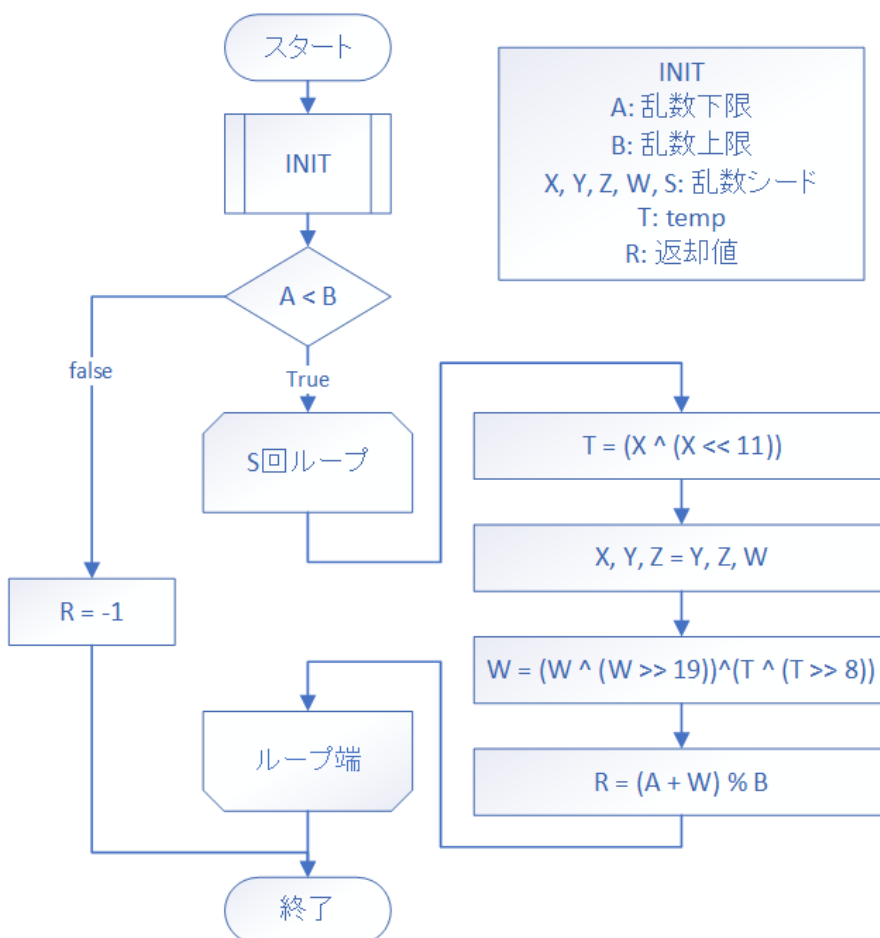 スタート
INIT
A: 乱数下限
B: 乱数上限
X, Y, Z, W, S: 乱数シード
T: temp
R: 返却値
INIT
A < B
false
True
S回ループ
T = (X ^ (X << 11))
X, Y, Z = Y, Z, W
R = -1
W = (W ^ (W >> 19))^(T ^ (T >> 8))
ループ端
R = (A + W) % B
終了